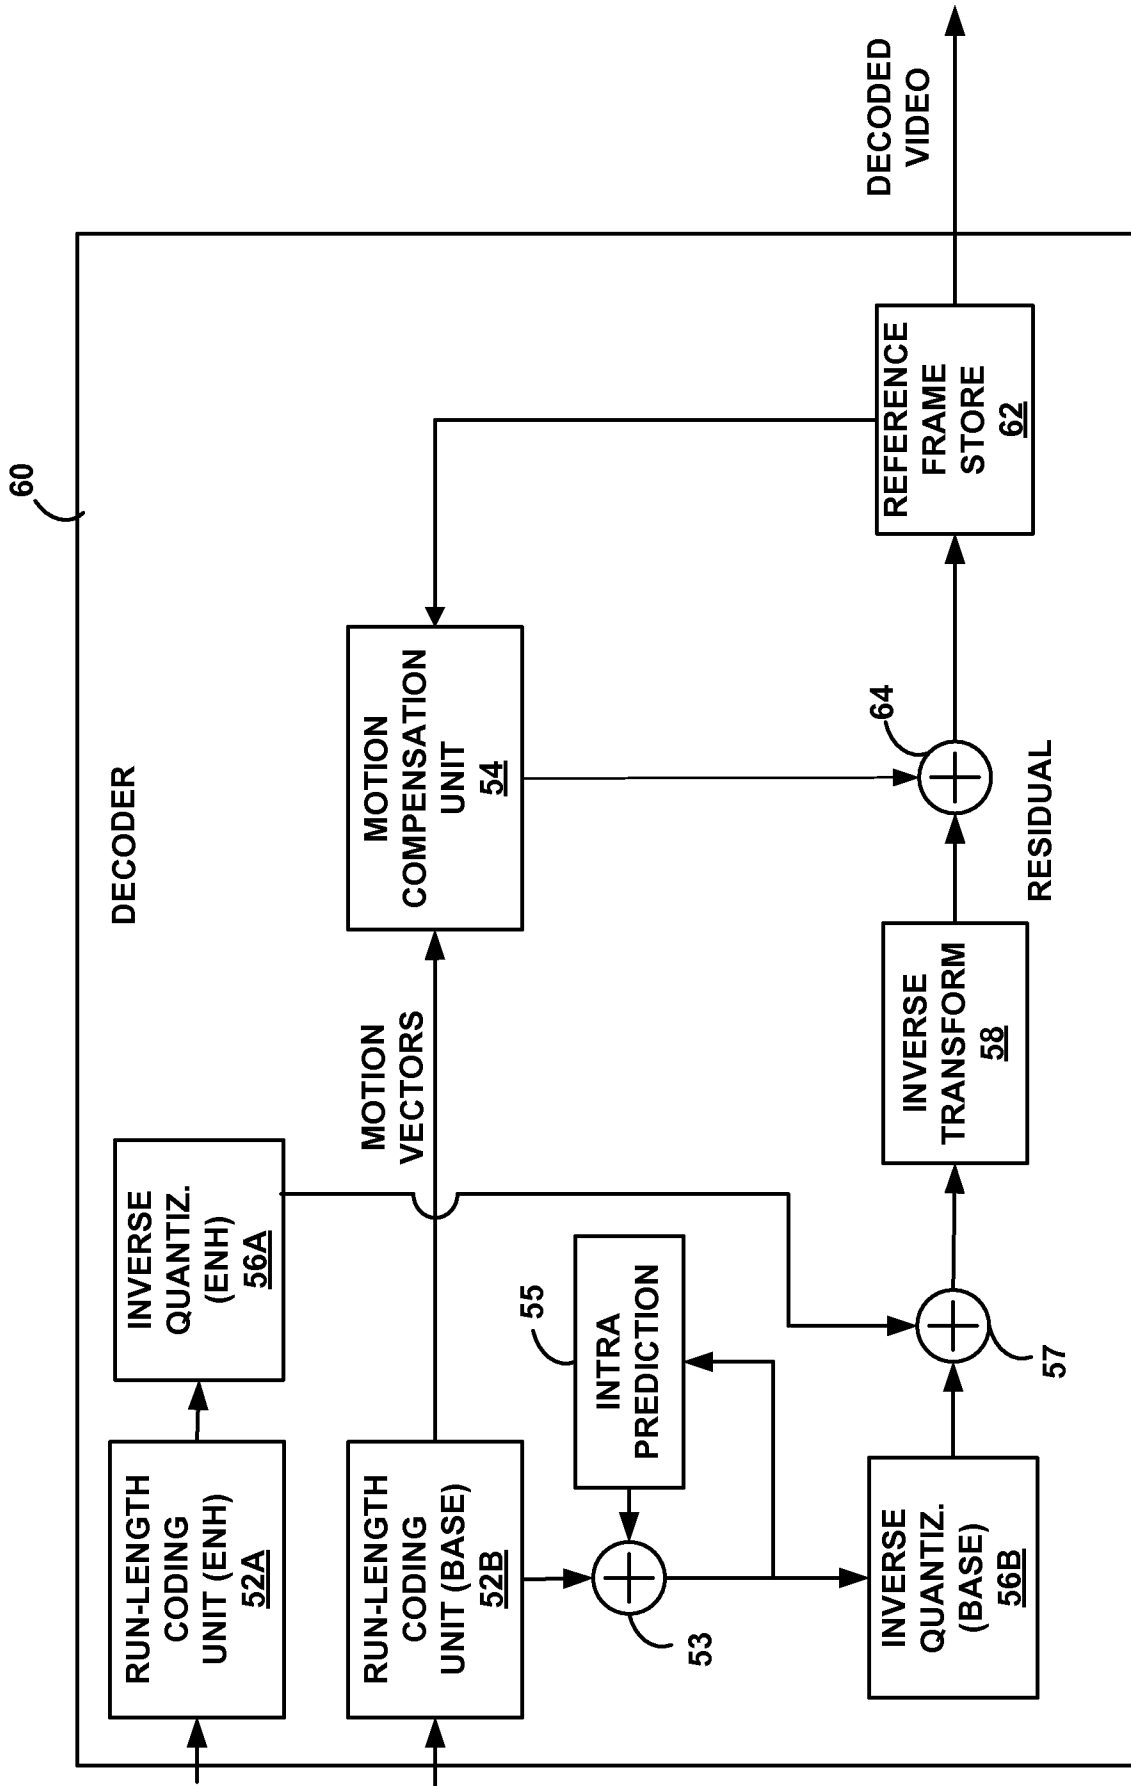 60
DECODER
RUN-LENGTH
CODING
UNIT (ENH)
52A
INVERSE
QUANTIZ.
(ENH)
56A
RUN-LENGTH
CODING
UNIT (BASE)
52B
MOTION
VECTORS
MOTION
COMPENSATION
UNIT
54
55
INTRA
PREDICTION
53
INVERSE
QUANTIZ.
(BASE)
56B
57
INVERSE
TRANSFORM
58
RESIDUAL
64
REFERENCE
FRAME
STORE
62
DECODED
VIDEO